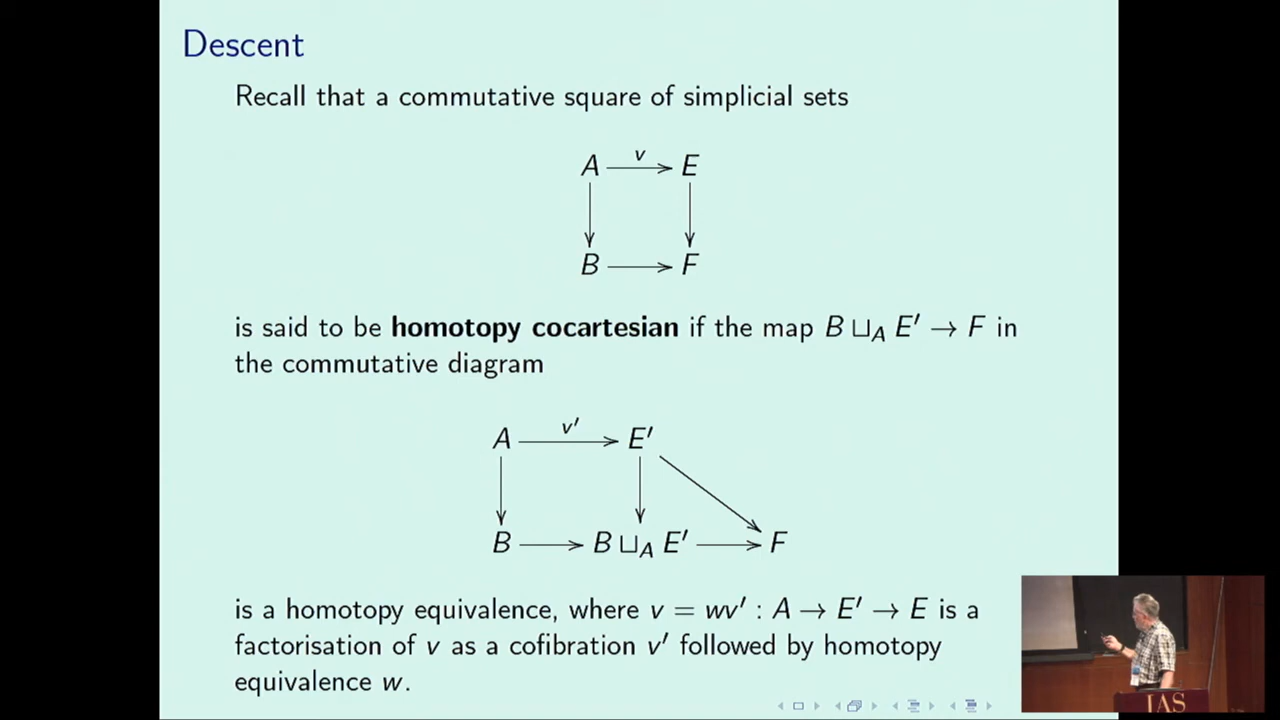 Descent
Recall that a commutative square of simplicial sets
A v E
B F
is said to be homotopy cocartesian if the map B ⊔_A E′ → F in
the commutative diagram
A v′ E′
B B ⊔_A E′ F
is a homotopy equivalence, where v = wv′ : A → E′ → E is a
factorisation of v as a cofibration v′ followed by homotopy
equivalence w.
IAS